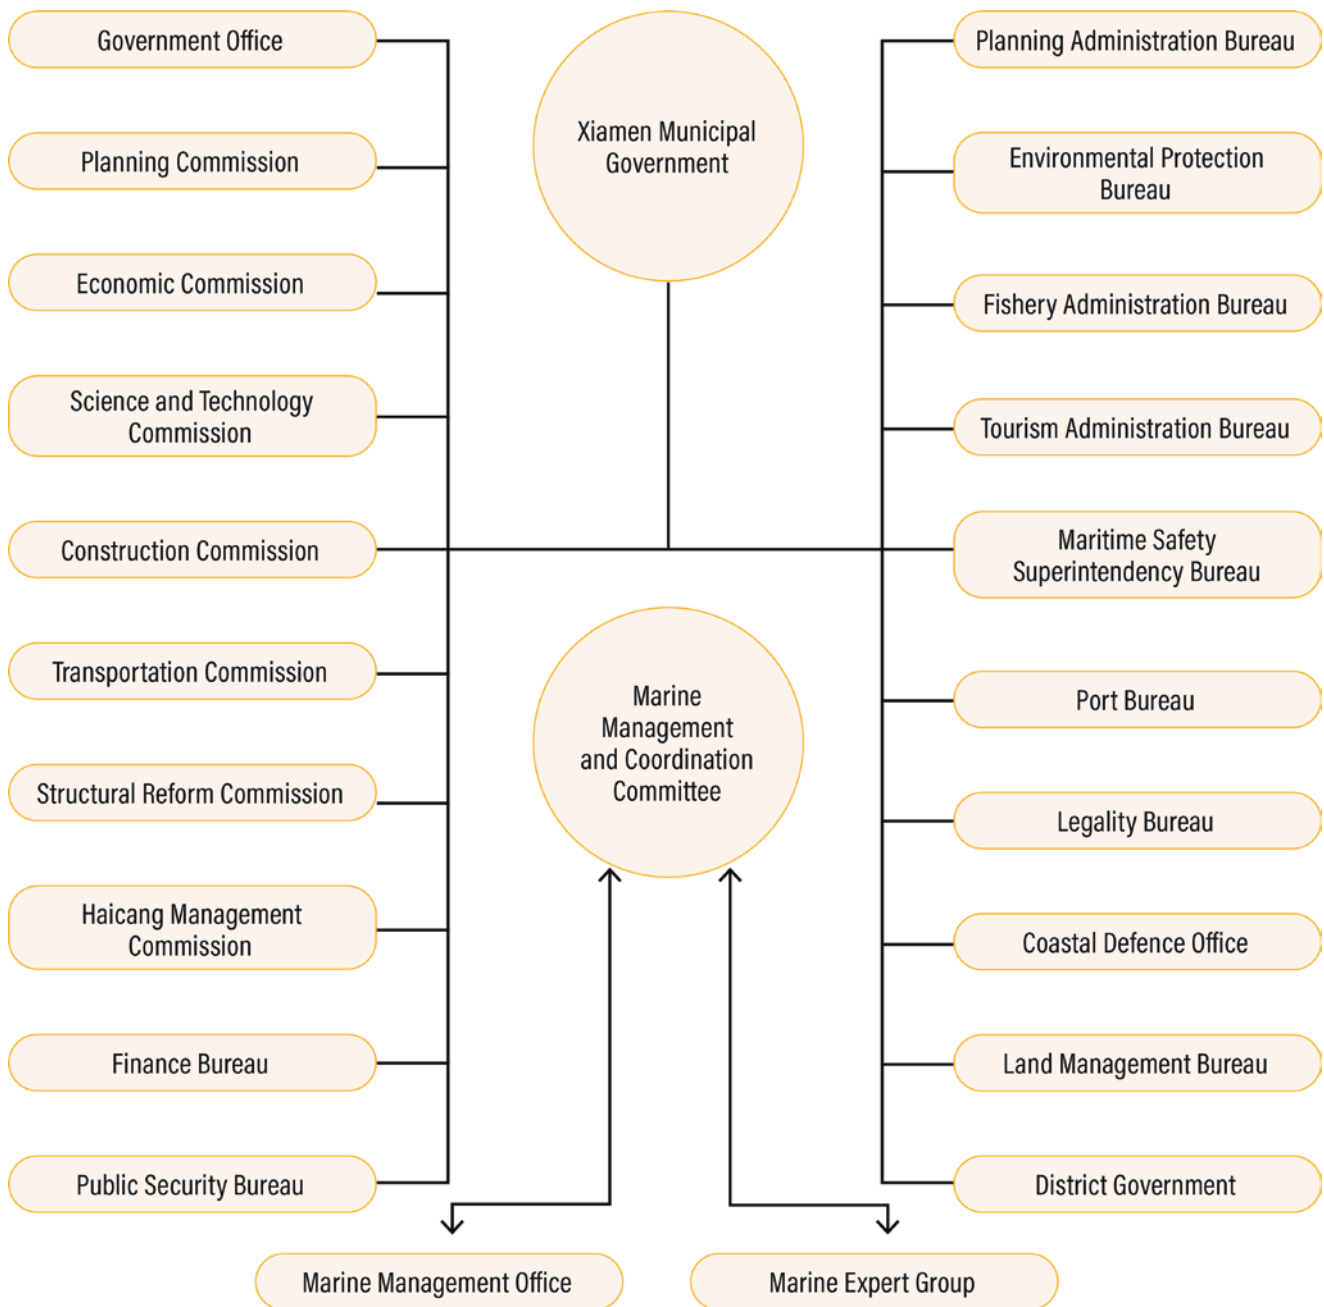 Government Office
Planning Commission
Economic Commission
Science and Technology
Commission
Construction Commission
Transportation Commission
Structural Reform Commission
Haicang Management
Commission
Finance Bureau
Public Security Bureau
Xiamen Municipal
Government
Marine
Management
and Coordination
Committee
Planning Administration Bureau
Environmental Protection
Bureau
Fishery Administration Bureau
Tourism Administration Bureau
Maritime Safety
Superintendency Bureau
Port Bureau
Legality Bureau
Coastal Defence Office
Land Management Bureau
District Government
Marine Management Office
Marine Expert Group